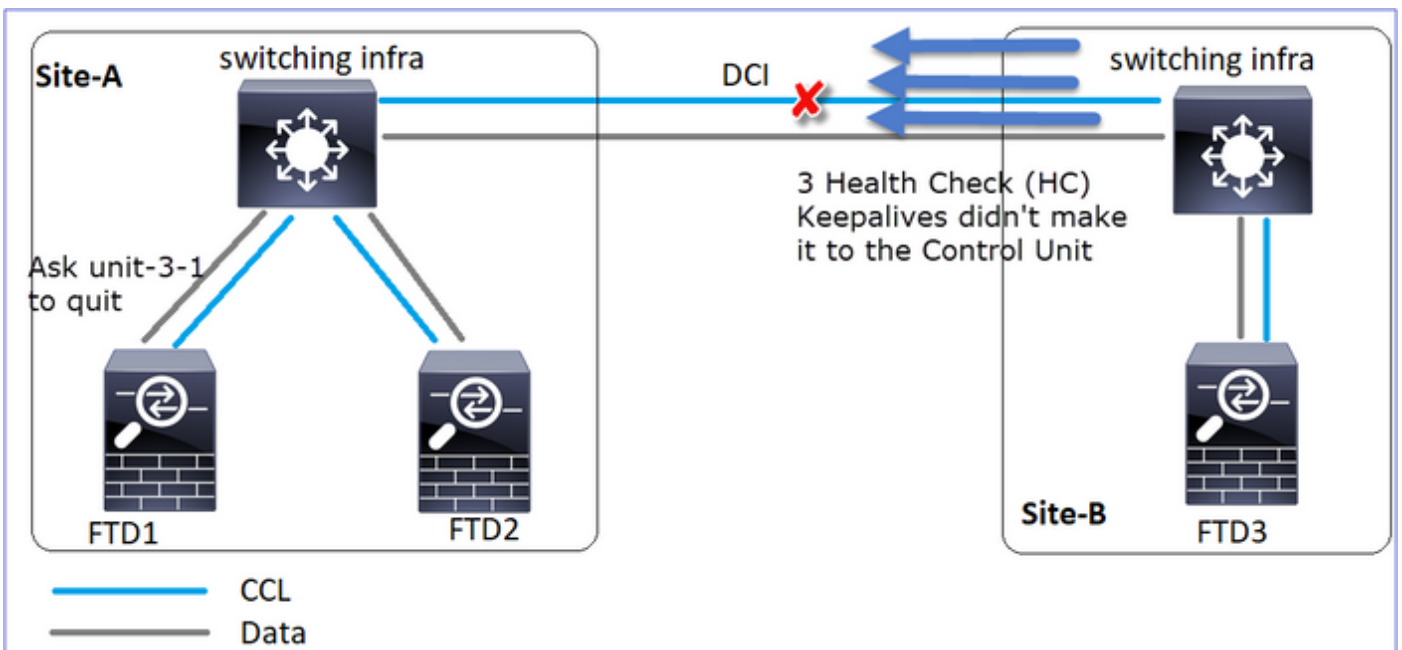 Site-A
switching infra
DCI
switching infra
3 Health Check (HC)
Keepalives didn't make
it to the Control Unit
Ask unit-3-1
to quit
FTD1
FTD2
Site-B
FTD3
CCL
Data